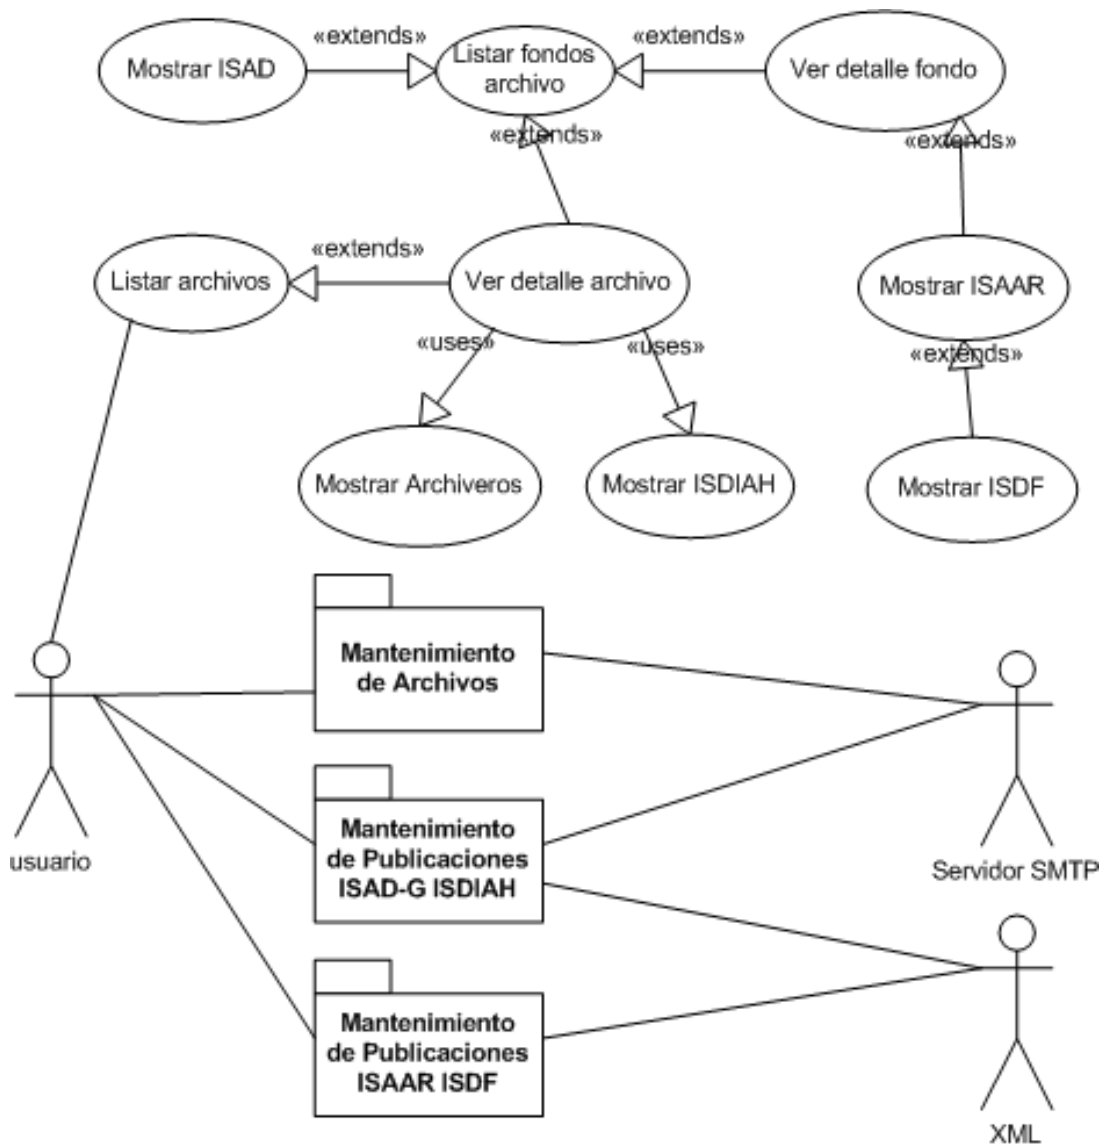 «extends»
«extends»
Mostrar ISAD
Listar fondos
archivo
Ver detalle fondo
«extends»
«extends»
«extends»
Listar archivos
Ver detalle archivo
Mostrar ISAAR
«uses»
«uses»
«extends»
Mostrar Archiveros
Mostrar ISDIAH
Mostrar ISDF
Mantenimiento
de Archivos
usuario
Mantenimiento
de Publicaciones
ISAD-G ISDIAH
Servidor SMTP
Mantenimiento
de Publicaciones
ISAAR ISDF
XML